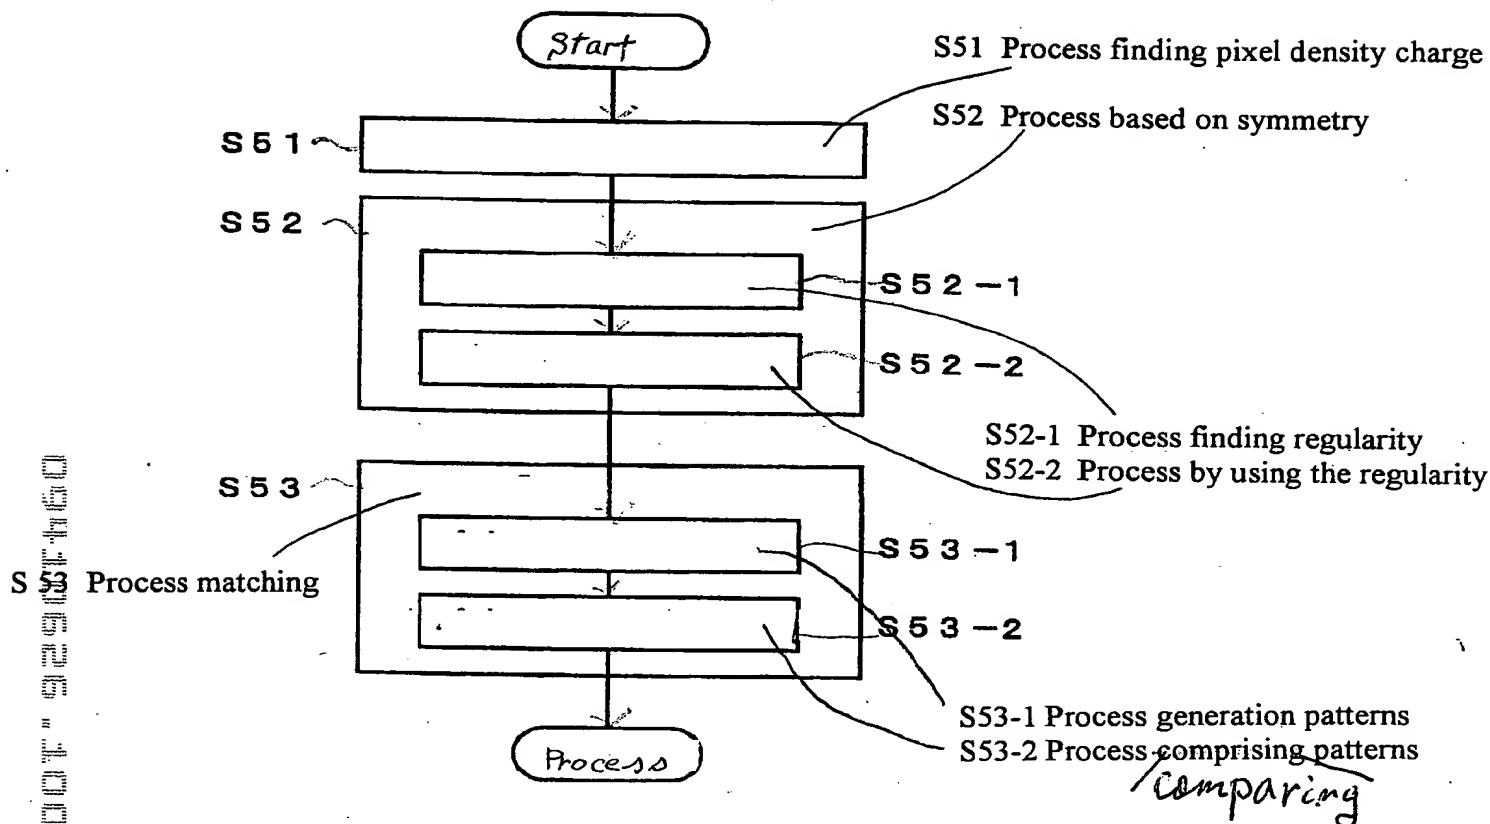 Start
S51 Process finding pixel density charge
S52 Process based on symmetry
S51
S52
S52-1
S52-2
S52-1 Process finding regularity
S52-2 Process by using the regularity
S53
S53-1
S 53 Process matching
S53-2
S53-1 Process generation patterns
S53-2 Process comprising patterns
comparing
Process
09410626.100